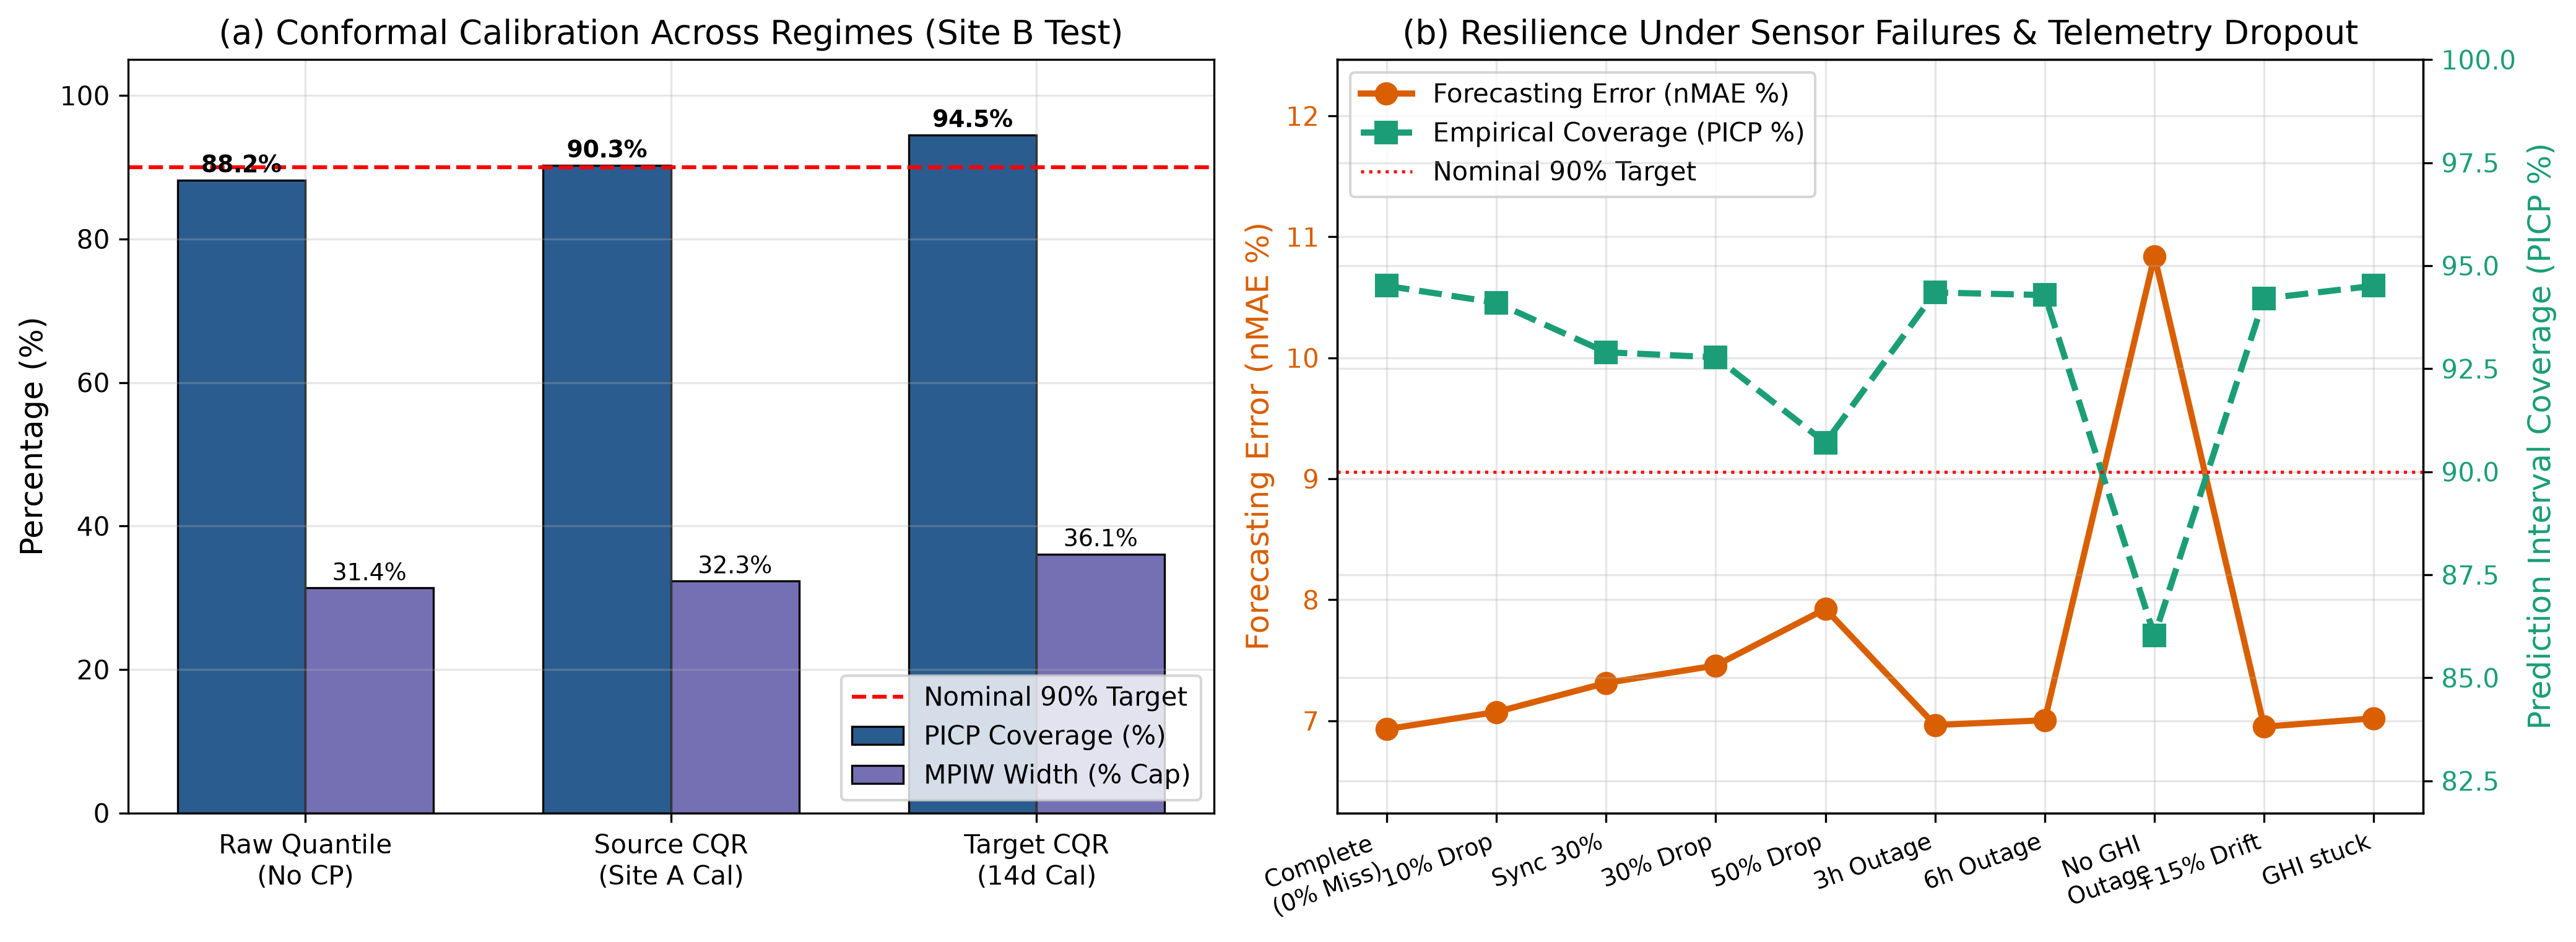 (a) Conformal Calibration Across Regimes (Site B Test)
Percentage (%)
100
80
60
40
20
0
88.2%
31.4%
90.3%
32.3%
94.5%
36.1%
Nominal 90% Target
PICP Coverage (%)
MPIW Width (% Cap)
Raw Quantile
(No CP)
Source CQR
(Site A Cal)
Target CQR
(14d Cal)
(b) Resilience Under Sensor Failures & Telemetry Dropout
Forecasting Error (nMAE %)
12
11
10
9
8
7
Forecasting Error (nMAE %)
Empirical Coverage (PICP %)
Nominal 90% Target
100.0
97.5
95.0
92.5
90.0
87.5
85.0
82.5
Prediction Interval Coverage (PICP %)
Complete
(0% Miss)
10% Drop
Sync 30%
30% Drop
50% Drop
3h Outage
6h Outage
No GHI
Outage
15% Drift
GHI stuck